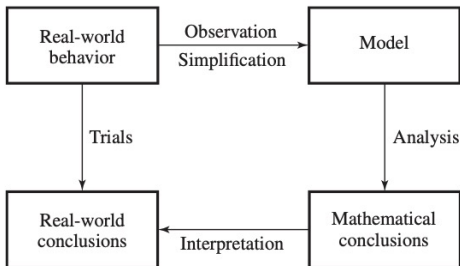 Real-world
behavior
Observation
Simplification
Model
Trials
Analysis
Real-world
conclusions
Interpretation
Mathematical
conclusions